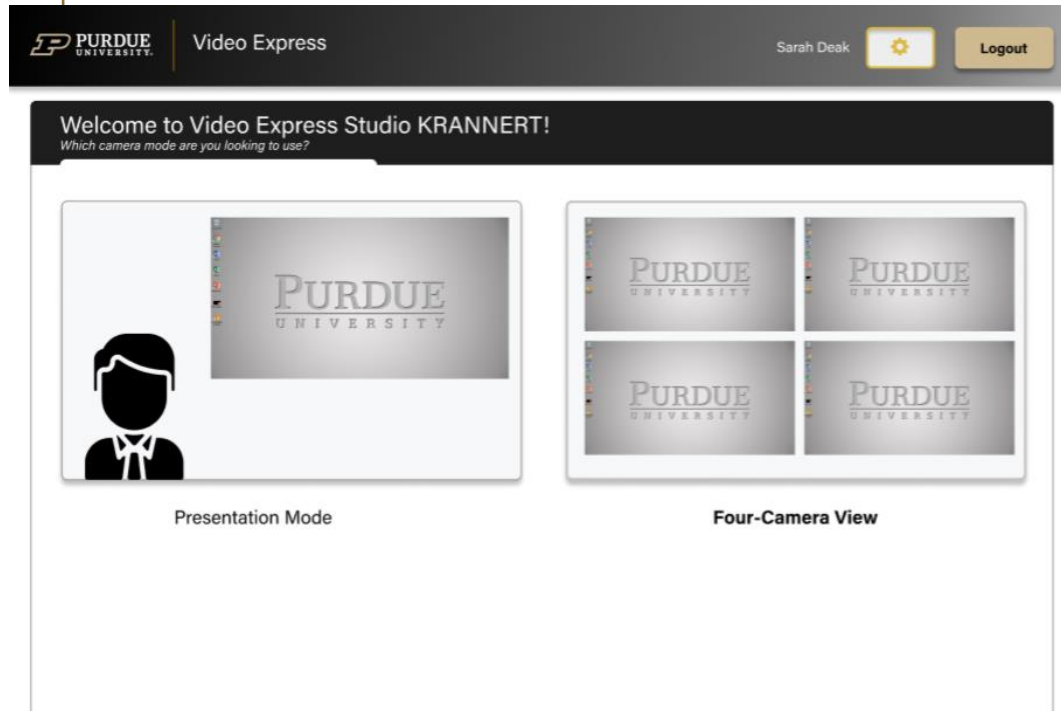 PURDUE
UNIVERSITY.
Video Express
Sarah Deak
Logout
Welcome to Video Express Studio KRANNERT!
Which camera mode are you looking to use?
PURDUE
UNIVERSITY
PURDUE
UNIVERSITY
PURDUE
UNIVERSITY
PURDUE
UNIVERSITY
PURDUE
UNIVERSITY
Presentation Mode
Four-Camera View